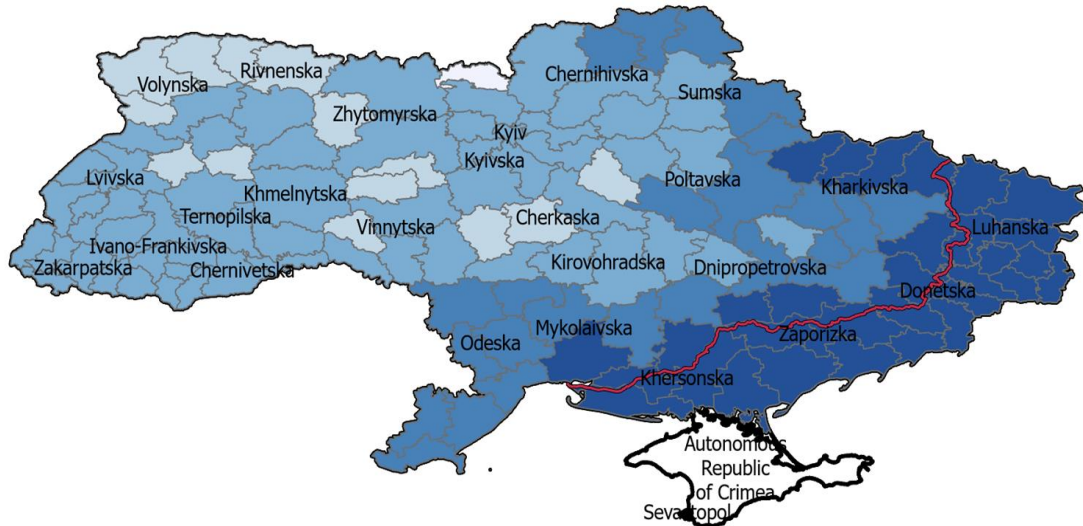 Volynska
Rivnenska
Chernihivska
Sumska
Zhytomyrska
Kyiv
Kyivska
Lvivska
Khmelnytska
Poltavska
Kharkivska
Ternopilska
Vinnytska
Cherkaska
Luhanska
Ivano-Frankivska
Zakarpatska
Chernivetska
Kirovohradska
Dnipropetrovska
Donetska
Odeska
Mykolaivska
Zaporizka
Khersonska
Autonomous
Republic
of Crimea
Sevastopol